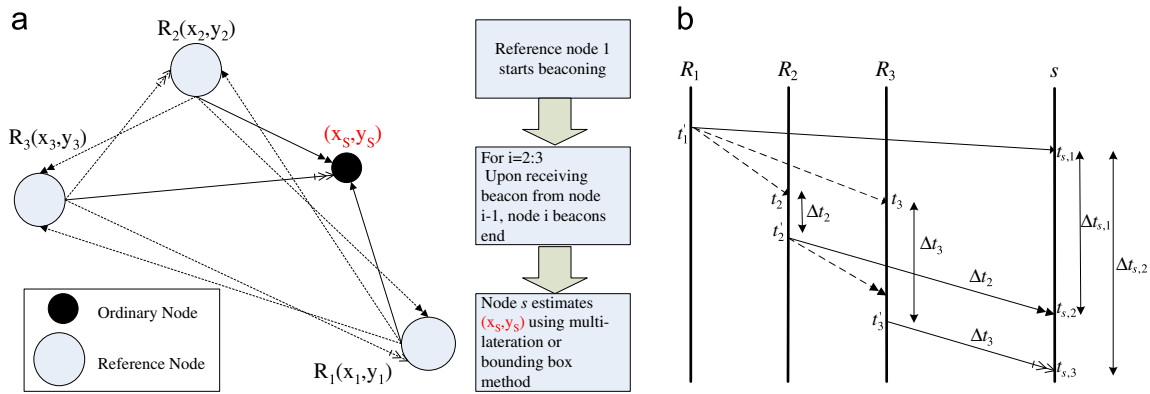 a
R2(x2,y2)
R3(x3,y3)
(xS,yS)
R1(x1,y1)
Ordinary Node
Reference Node
Reference node 1
starts beaconing
For i=2:3
Upon receiving
beacon from node
i-1, node i beacons
end
Node s estimates
(xS,yS) using multi-
lateration or
bounding box
method
b
R1 R2 R3 s
t'1
ts,1
t2
t3
Δt2
t'2
Δt3
Δts,1
Δts,2
Δt2
ts,2
t'3
Δt3
ts,3